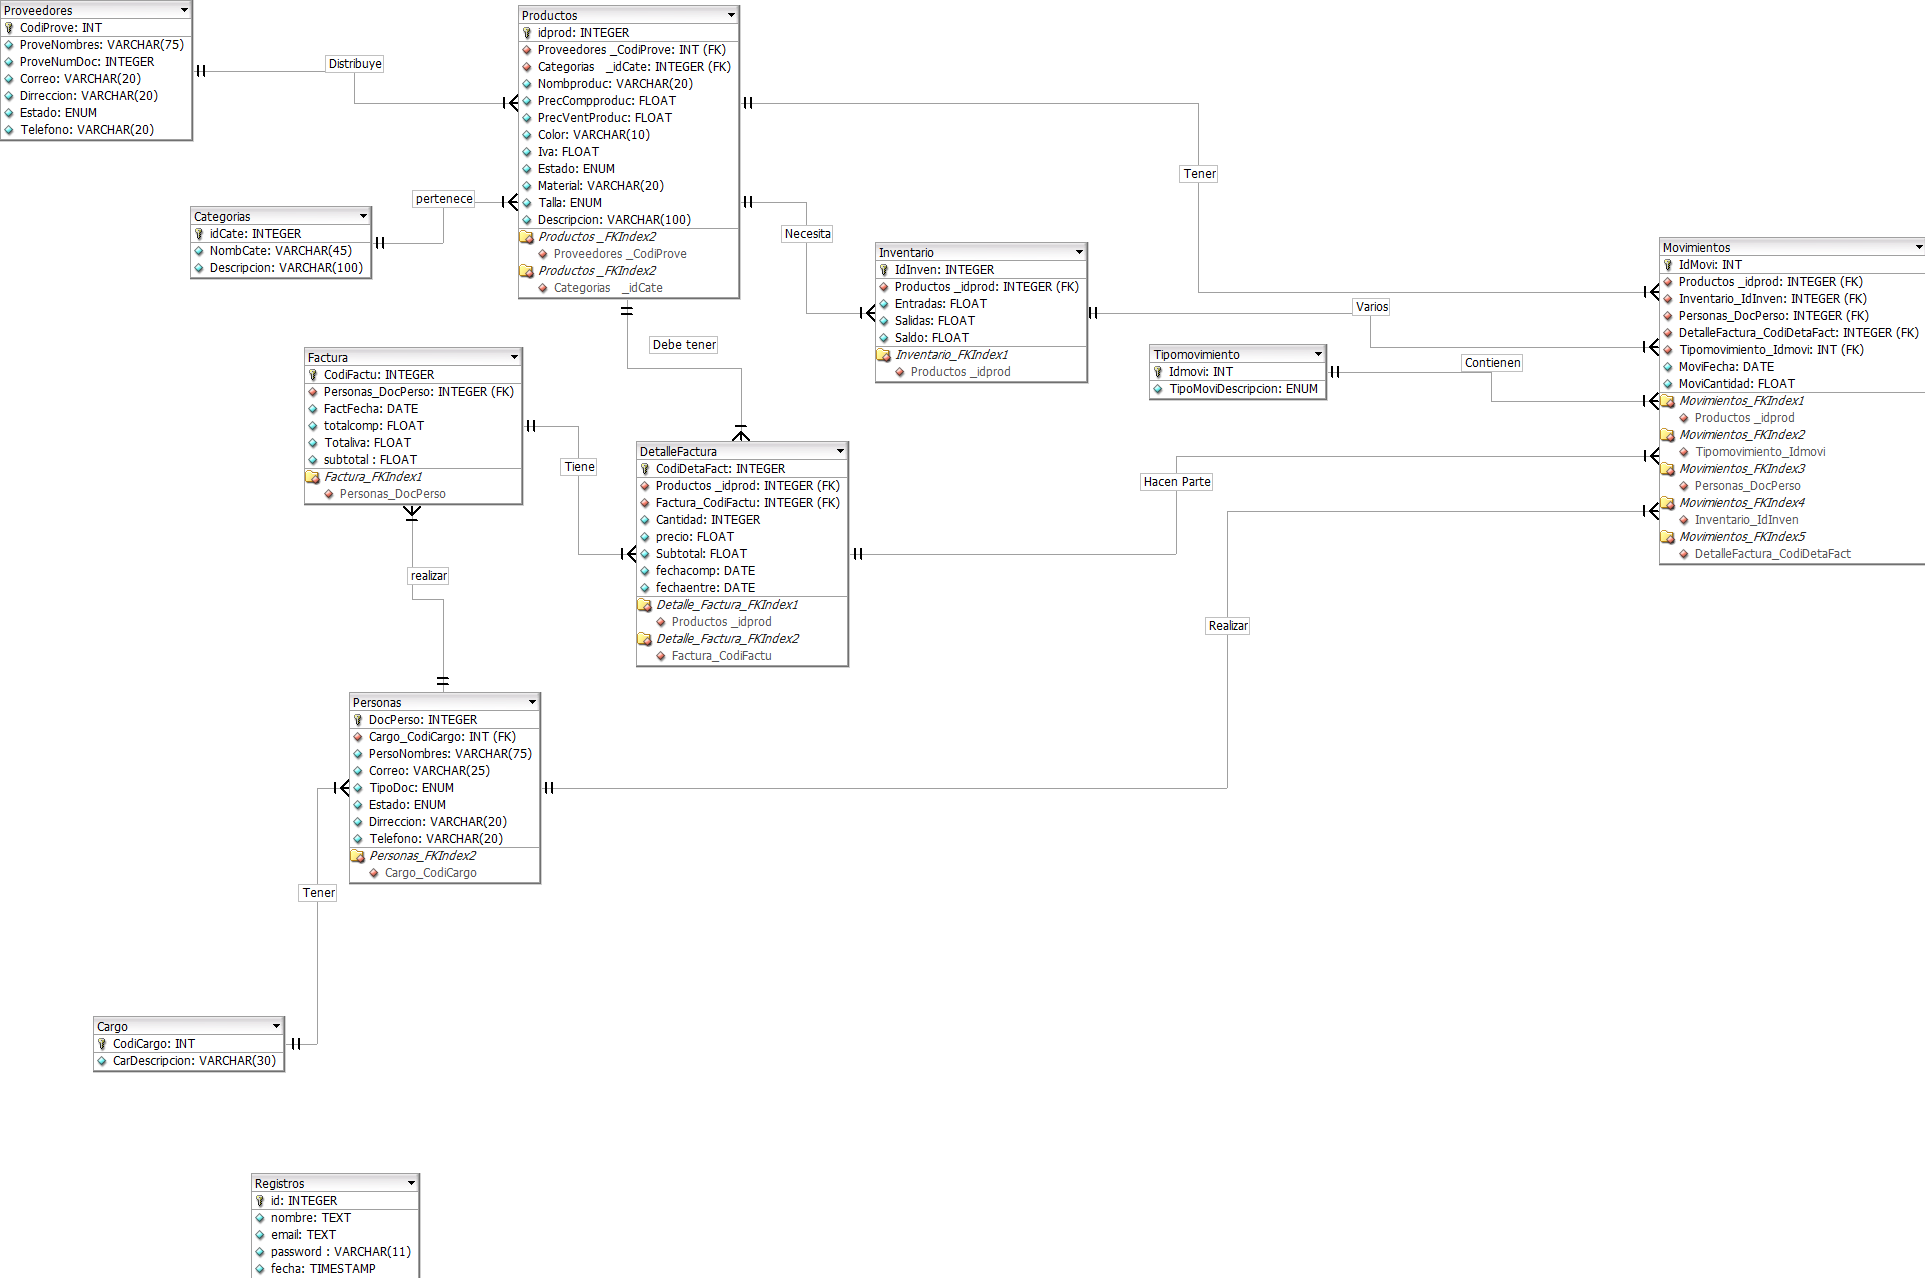 Proveedores
CodiProve: INT
ProveNombres: VARCHAR(75)
ProveNumDoc: INTEGER
Correo: VARCHAR(20)
Dirreccion: VARCHAR(20)
Estado: ENUM
Telefono: VARCHAR(20)
Distribuye
Productos
idprod: INTEGER
Proveedores _CodiProve: INT (FK)
Categorias _idCate: INTEGER (FK)
Nombproduc: VARCHAR(20)
PrecCompproduc: FLOAT
PrecVentProduc: FLOAT
Color: VARCHAR(10)
Iva: FLOAT
Estado: ENUM
Material: VARCHAR(20)
Talla: ENUM
Descripcion: VARCHAR(100)
Productos _FKIndex2
Proveedores _CodiProve
Productos _FKIndex2
Categorias _idCate
pertenece
Categorias
idCate: INTEGER
NombCate: VARCHAR(45)
Descripcion: VARCHAR(100)
Tener
Necesita
Inventario
IdInven: INTEGER
Productos _idprod: INTEGER (FK)
Entradas: FLOAT
Salidas: FLOAT
Saldo: FLOAT
Inventario_FKIndex1
Productos _idprod
Varios
Tipomovimiento
Idmovi: INT
TipoMoviDescripcion: ENUM
Contienen
Movimientos
IdMovi: INT
Productos _idprod: INTEGER (FK)
Inventario_IdInven: INTEGER (FK)
Personas_DocPerso: INTEGER (FK)
DetalleFactura_CodiDetaFact: INTEGER (FK)
Tipomovimiento_Idmovi: INT (FK)
MoviFecha: DATE
MoviCantidad: FLOAT
Movimientos_FKIndex1
Productos _idprod
Movimientos_FKIndex2
Tipomovimiento_Idmovi
Movimientos_FKIndex3
Personas_DocPerso
Movimientos_FKIndex4
Inventario_IdInven
Movimientos_FKIndex5
DetalleFactura_CodiDetaFact
Debe tener
Factura
CodiFactu: INTEGER
Personas_DocPerso: INTEGER (FK)
FactFecha: DATE
totalcomp: FLOAT
Totaliva: FLOAT
subtotal : FLOAT
Factura_FKIndex1
Personas_DocPerso
Tiene
DetalleFactura
CodiDetaFact: INTEGER
Productos _idprod: INTEGER (FK)
Factura_CodiFactu: INTEGER (FK)
Cantidad: INTEGER
precio: FLOAT
Subtotal: FLOAT
fechacomp: DATE
fechaentre: DATE
Detalle_Factura_FKIndex1
Productos _idprod
Detalle_Factura_FKIndex2
Factura_CodiFactu
Hacen Parte
realizar
Realizar
Personas
DocPerso: INTEGER
Cargo_CodiCargo: INT (FK)
PersoNombres: VARCHAR(75)
Correo: VARCHAR(25)
TipoDoc: ENUM
Estado: ENUM
Dirreccion: VARCHAR(20)
Telefono: VARCHAR(20)
Personas_FKIndex2
Cargo_CodiCargo
Tener
Cargo
CodiCargo: INT
CarDescripcion: VARCHAR(30)
Registros
id: INTEGER
nombre: TEXT
email: TEXT
password : VARCHAR(11)
fecha: TIMESTAMP